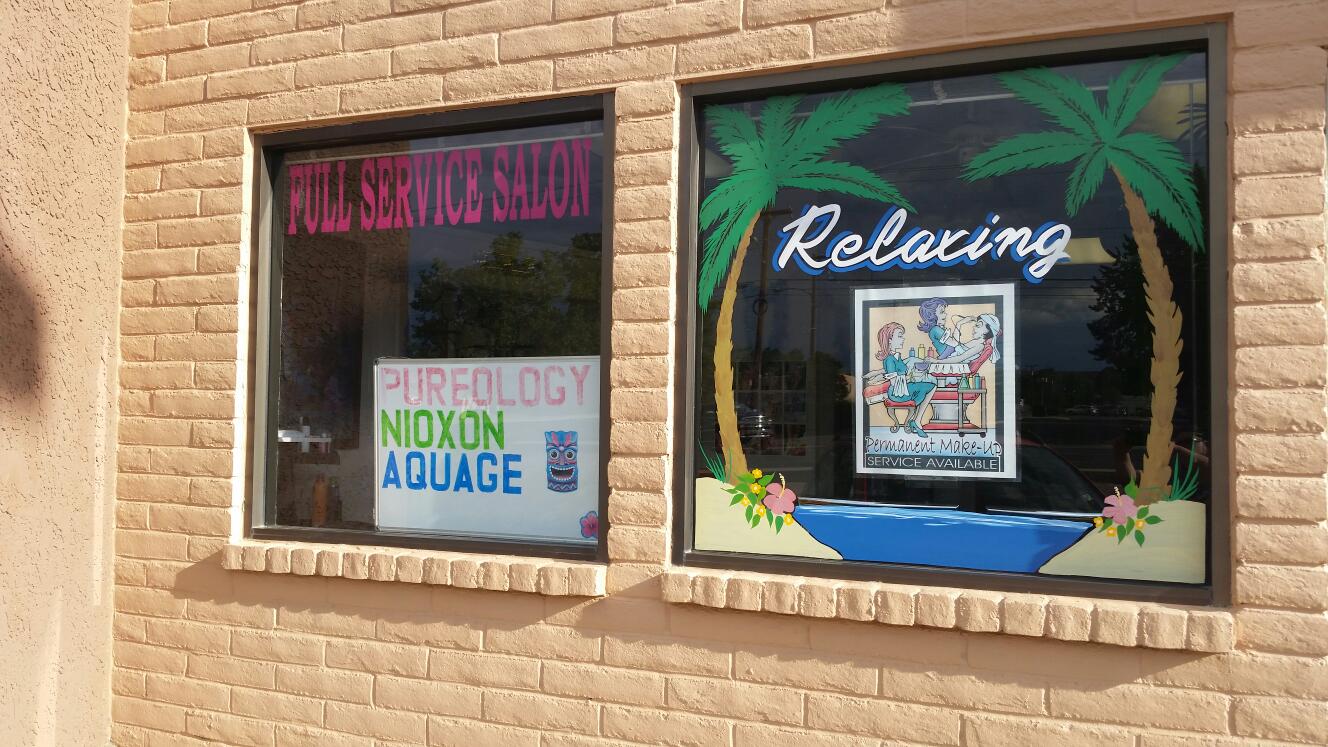 FULL SERVICE SALON
PUREOLOGY
NIOXON
AQUAGE
Relaxing
Permanent Make-Up
SERVICE AVAILABLE